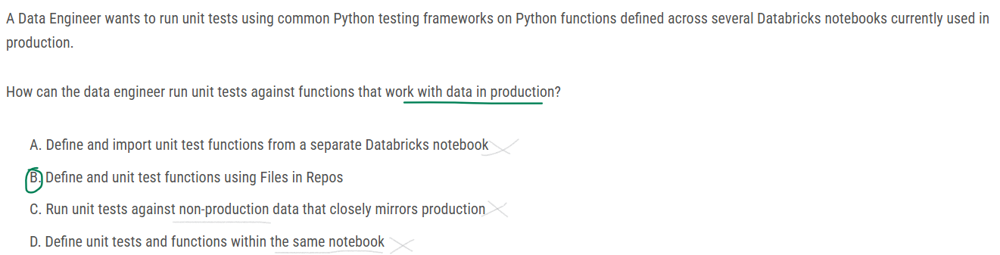 A Data Engineer wants to run unit tests using common Python testing frameworks on Python functions defined across several Databricks notebooks currently used in
production.
How can the data engineer run unit tests against functions that work with data in production?
A. Define and import unit test functions from a separate Databricks notebook
B. Define and unit test functions using Files in Repos
C. Run unit tests against non-production data that closely mirrors production
D. Define unit tests and functions within the same notebook